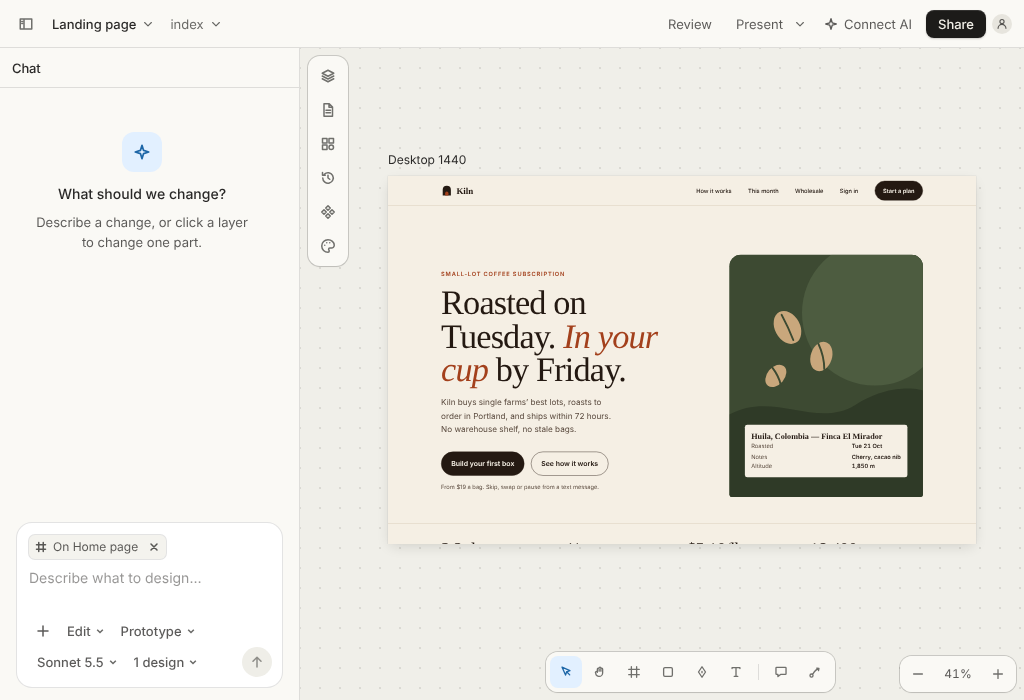 Landing page
index
Review
Present
Connect AI
Share
Chat
What should we change?
Describe a change, or click a layer
to change one part.
On Home page
Describe what to design...
Edit
Prototype
Sonnet 5.5
1 design
Desktop 1440
Kiln
How it works
This month
Wholesale
Sign in
Start a plan
SMALL-LOT COFFEE SUBSCRIPTION
Roasted on
Tuesday. In your
cup by Friday.
Kiln buys single farms' best lots, roasts to
order in Portland, and ships within 72 hours.
No warehouse shelf, no stale bags.
Build your first box
See how it works
From $19 a bag. Skip, swap or pause from a text message.
Huila, Colombia — Finca El Mirador
Roasted Tue 21 Oct
Notes Cherry, cacao nib
Altitude 1,850 m
41%